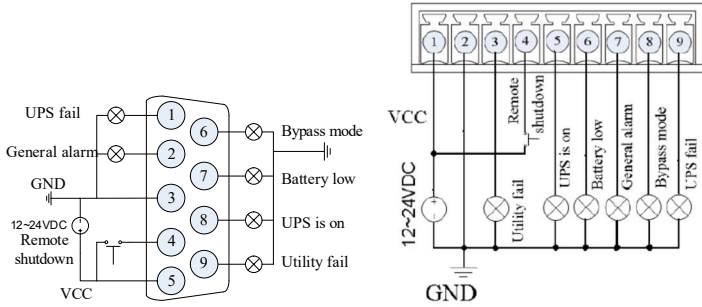 UPS fail
General alarm
GND
12~24VDC
Remote
shutdown
VCC
1
2
3
4
5
6
7
8
9
Bypass mode
Battery low
UPS is on
Utility fail
1 2 3 4 5 6 7 8 9
VCC
Remote
shutdown
12~24VDC
Utility fail
UPS is on
Battery low
General alarm
Bypass mode
UPS fail
GND